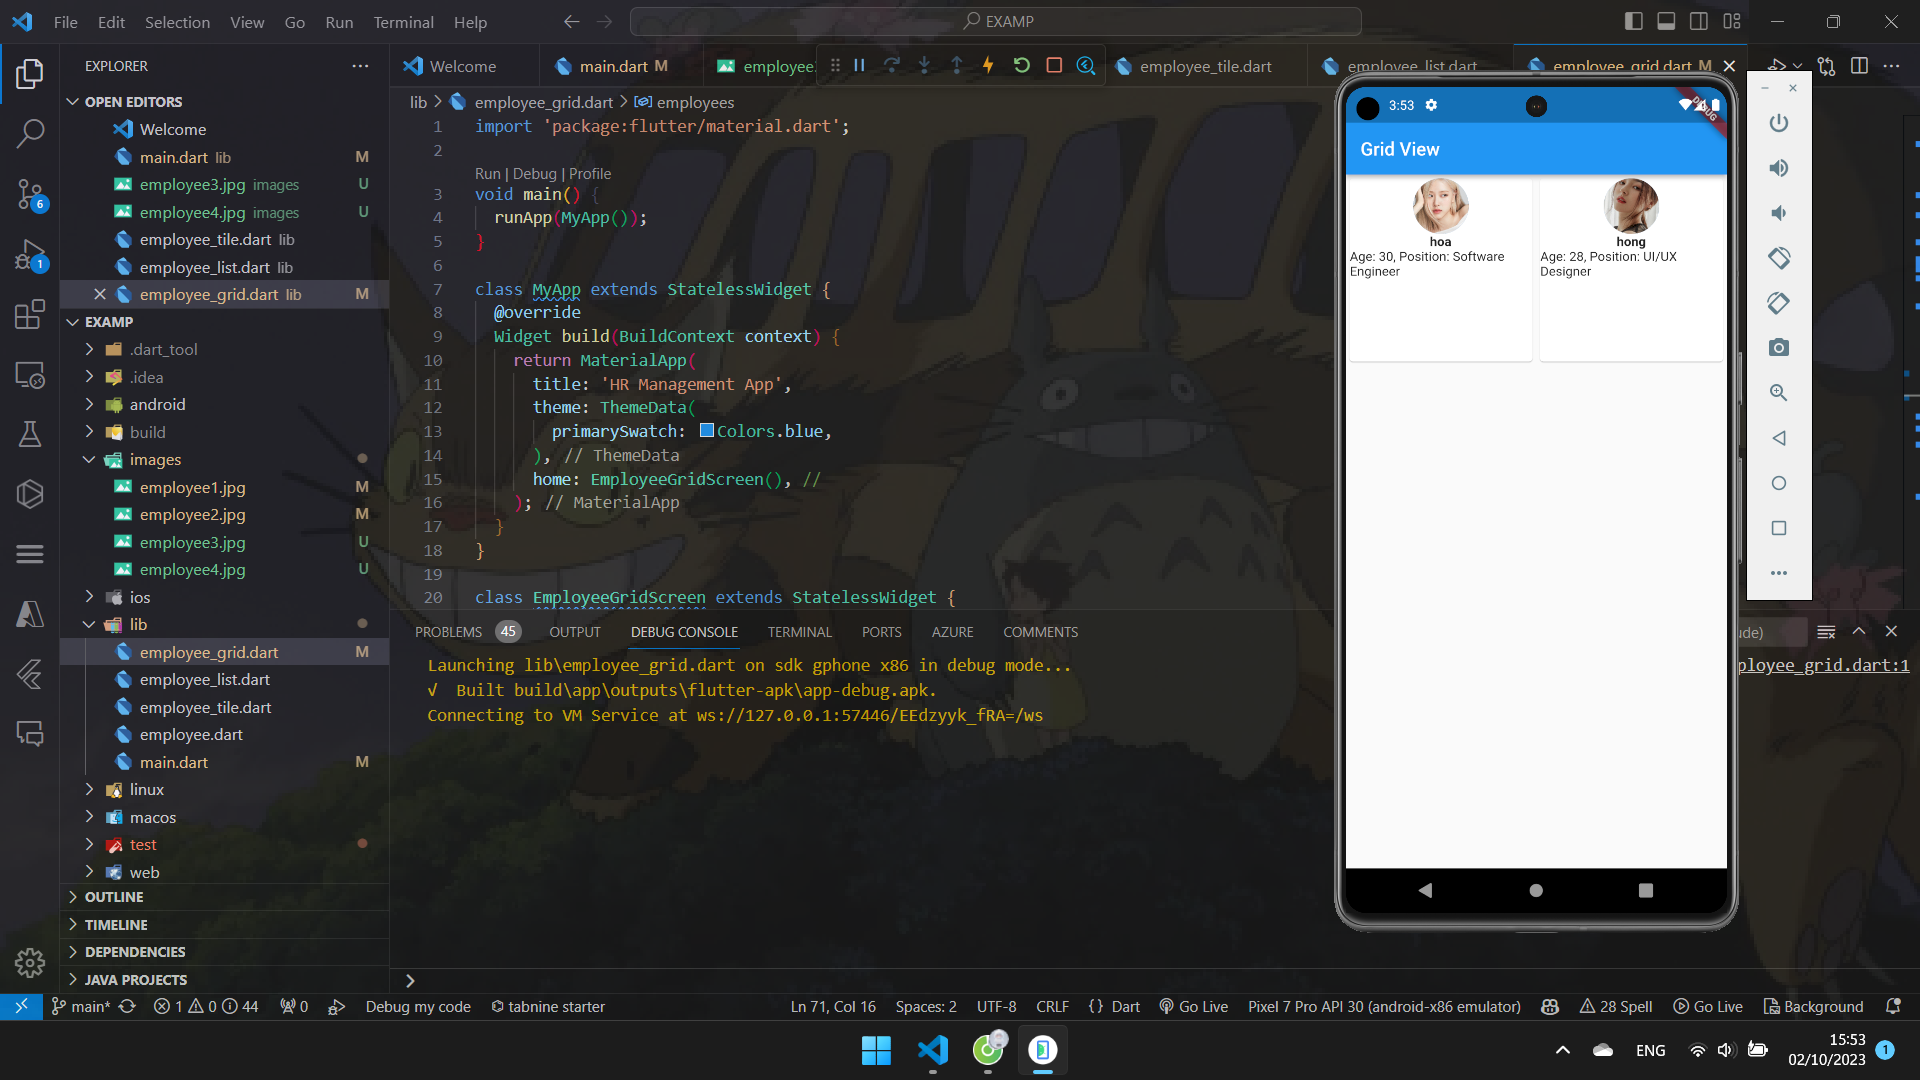 File Edit Selection View Go Run Terminal Help
EXAMP
EXPLORER
Welcome
main.dart M
employee
employee_tile.dart
employee_list.dart
employee_grid.dart M
OPEN EDITORS
Welcome
main.dart lib M
employee3.jpg images U
employee4.jpg images U
employee_tile.dart lib
employee_list.dart lib
employee_grid.dart lib M
EXAMP
.dart_tool
.idea
android
build
images
employee1.jpg M
employee2.jpg M
employee3.jpg U
employee4.jpg U
ios
lib
employee_grid.dart M
employee_list.dart
employee_tile.dart
employee.dart
main.dart M
linux
macos
test
web
OUTLINE
TIMELINE
DEPENDENCIES
JAVA PROJECTS
6
1
lib > employee_grid.dart > employees
1 import 'package:flutter/material.dart';
2
Run | Debug | Profile
3 void main() {
4 runApp(MyApp());
5 }
6
7 class MyApp extends StatelessWidget {
8 @override
9 Widget build(BuildContext context) {
10 return MaterialApp(
11 title: 'HR Management App',
12 theme: ThemeData(
13 primarySwatch: Colors.blue,
14 ), // ThemeData
15 home: EmployeeGridScreen(), //
16 ); // MaterialApp
17 }
18 }
19
20 class EmployeeGridScreen extends StatelessWidget {
PROBLEMS 45 OUTPUT DEBUG CONSOLE TERMINAL PORTS AZURE COMMENTS
ude)
Launching lib\employee_grid.dart on sdk gphone x86 in debug mode...
ployee_grid.dart:1
√ Built build\app\outputs\flutter-apk\app-debug.apk.
Connecting to VM Service at ws://127.0.0.1:57446/EEdzyyk_fRA=/ws
3:53
DEBUG
Grid View
hoa
Age: 30, Position: Software
Engineer
hong
Age: 28, Position: UI/UX
Designer
main* 1 0 44 0 Debug my code tabnine starter Ln 71, Col 16 Spaces: 2 UTF-8 CRLF {} Dart Go Live Pixel 7 Pro API 30 (android-x86 emulator) 28 Spell Go Live Background
ENG 15:53
02/10/2023 1